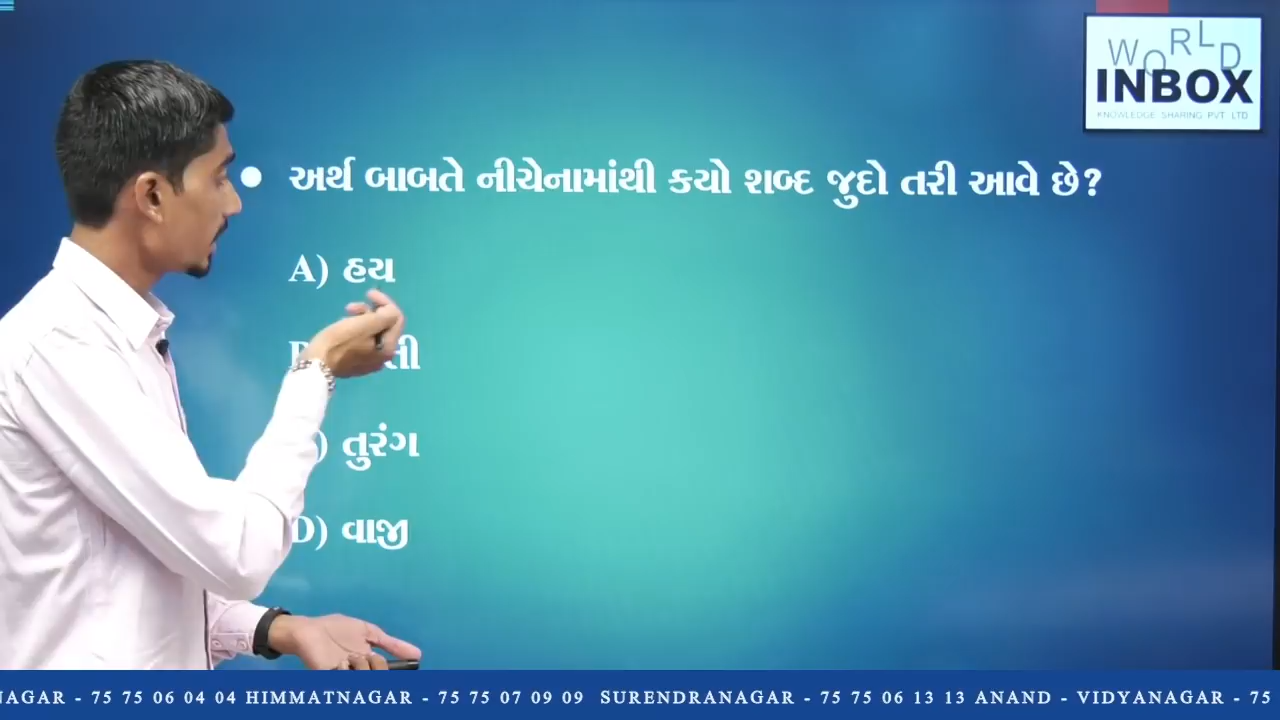 WORLD
INBOX
KNOWLEDGE SHARING PVT. LTD
• અર્થ બાબતે નીચેનામાંથી કયો શબ્દ જુદો તરી આવે છે?
A) હય
) તુરંગ
D) વાજી
NAGAR - 75 75 06 04 04 HIMMATNAGAR - 75 75 07 09 09 SURENDRANAGAR - 75 75 06 13 13 ANAND - VIDYANAGAR - 75